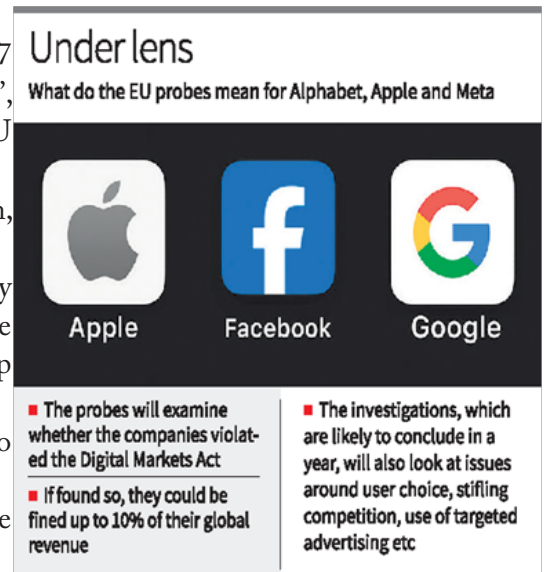 7
Under lens
’,
What do the EU probes mean for Alphabet, Apple and Meta
U
n,
y
Apple Facebook Google
e
p
■ The probes will examine
whether the companies violat-
ed the Digital Markets Act
o
■ If found so, they could be
fined up to 10% of their global
e
revenue
■ The investigations, which
are likely to conclude in a
year, will also look at issues
around user choice, stifling
competition, use of targeted
advertising etc